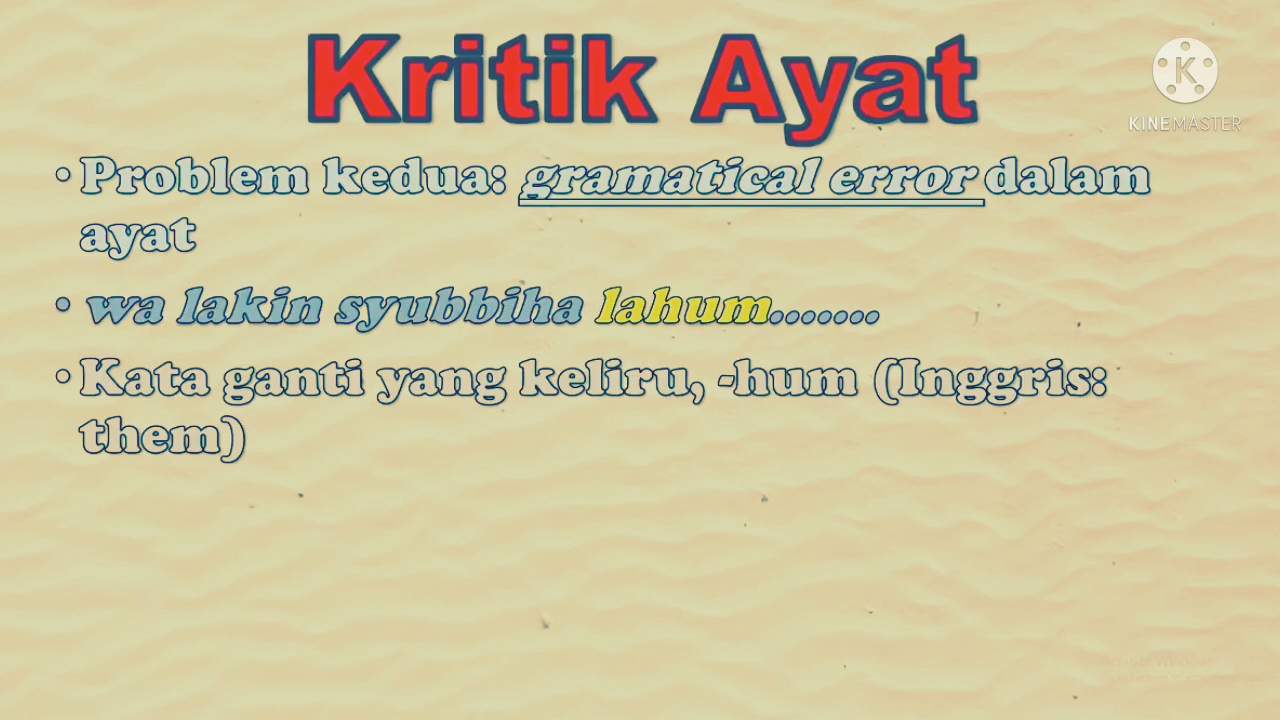 Kritik Ayat
KINEMASTER
• Problem kedua: gramatical error dalam
ayat
• wa lakin syubbiha lahum.......
• Kata ganti yang keliru, -hum (Inggris:
them)